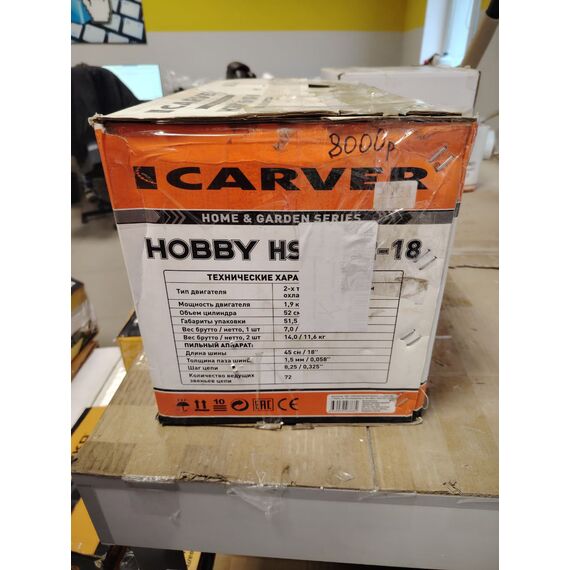 8000р
CARVER
HOME & GARDEN SERIES
HOBBY HS -18
ТЕХНИЧЕСКИЕ ХАРА
Тип двигателя 2-х т
охла
Мощность двигателя 1,9 к
Объем цилиндра 52 см
Габариты упаковки 51,5
Вес брутто / нетто, 1 шт 7,0 /
Вес брутто / нетто, 2 шт 14,0 / 11,6 кг
ПИЛЬНЫЙ АППАРАТ:
Длина шины 45 см / 18"
Толщина паза шины 1,5 мм / 0,058"
Шаг цепи 8,25 / 0,325"
Количество ведущих звеньев цепи 72
10
EAC CE